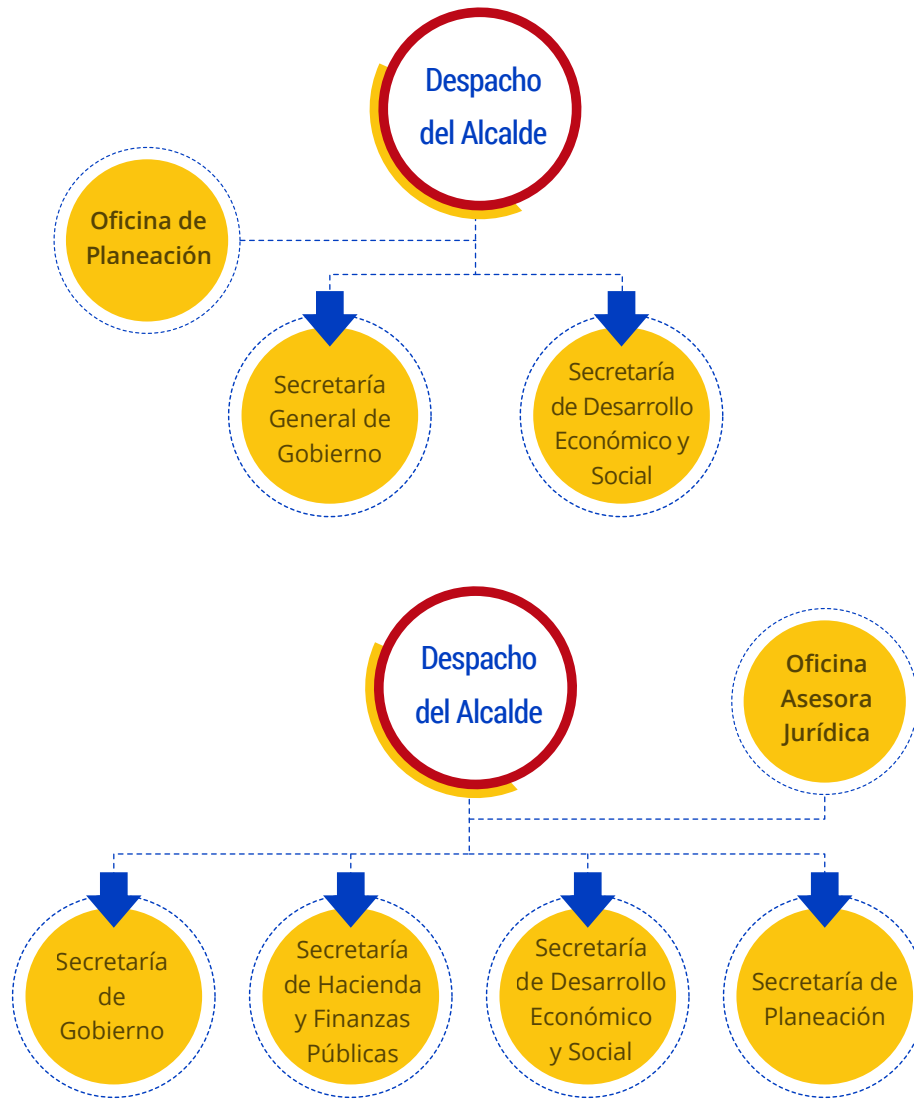 Despacho
del Alcalde
Oficina de
Planeación
Secretaría
General de
Gobierno
Secretaría
de Desarrollo
Económico y
Social
Despacho
del Alcalde
Oficina
Asesora
Jurídica
Secretaría
de
Gobierno
Secretaría
de Hacienda
y Finanzas
Públicas
Secretaría
de Desarrollo
Económico
y Social
Secretaría de
Planeación